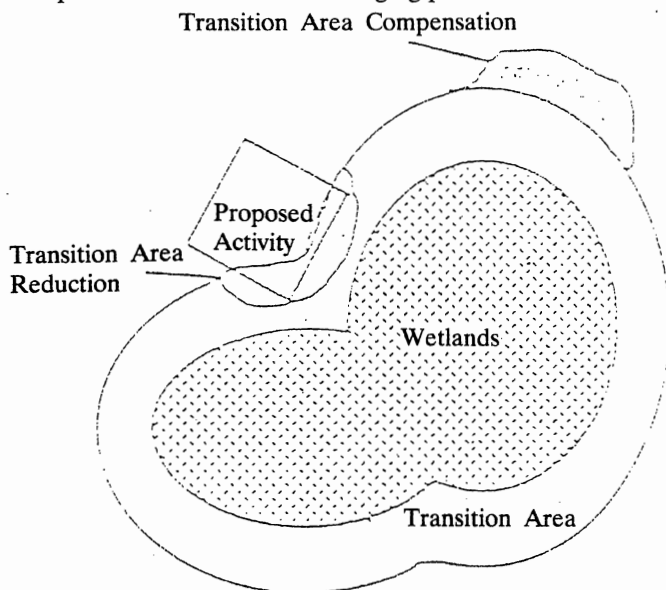 Transition Area Compensation
Proposed
Activity
Transition Area
Reduction
Wetlands
Transition Area